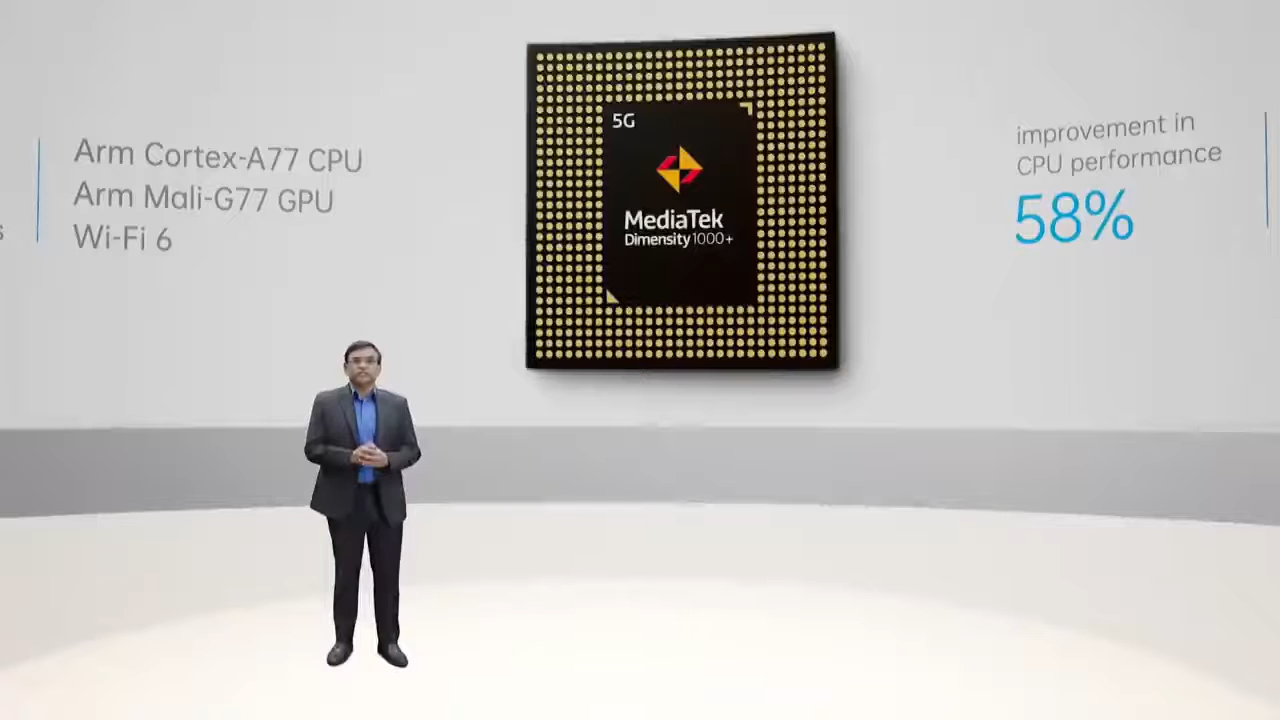 Arm Cortex-A77 CPU
Arm Mali-G77 GPU
Wi-Fi 6
5G
MediaTek
Dimensity 1000+
improvement in
CPU performance
58%